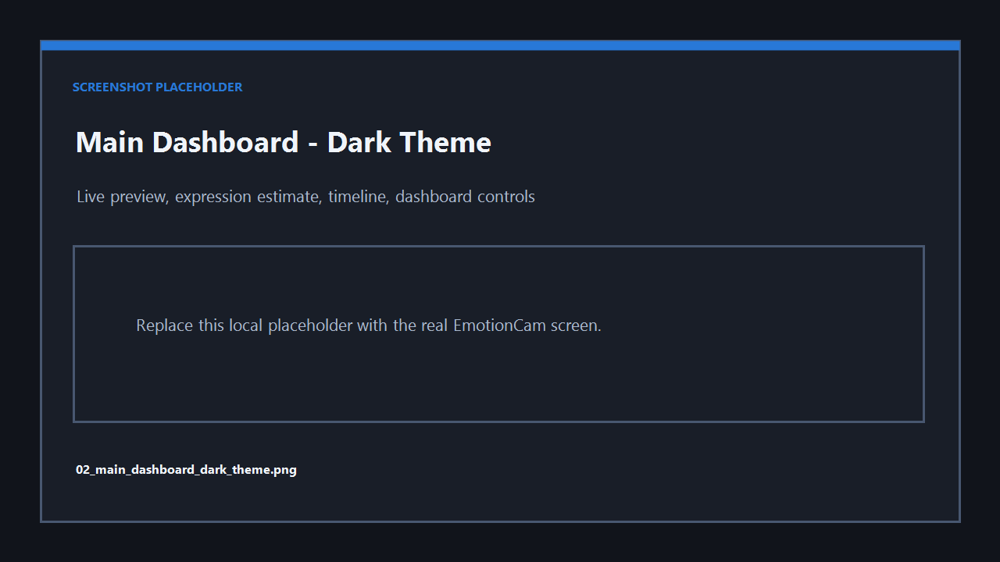 SCREENSHOT PLACEHOLDER
Main Dashboard - Dark Theme
Live preview, expression estimate, timeline, dashboard controls
Replace this local placeholder with the real EmotionCam screen.
02_main_dashboard_dark_theme.png